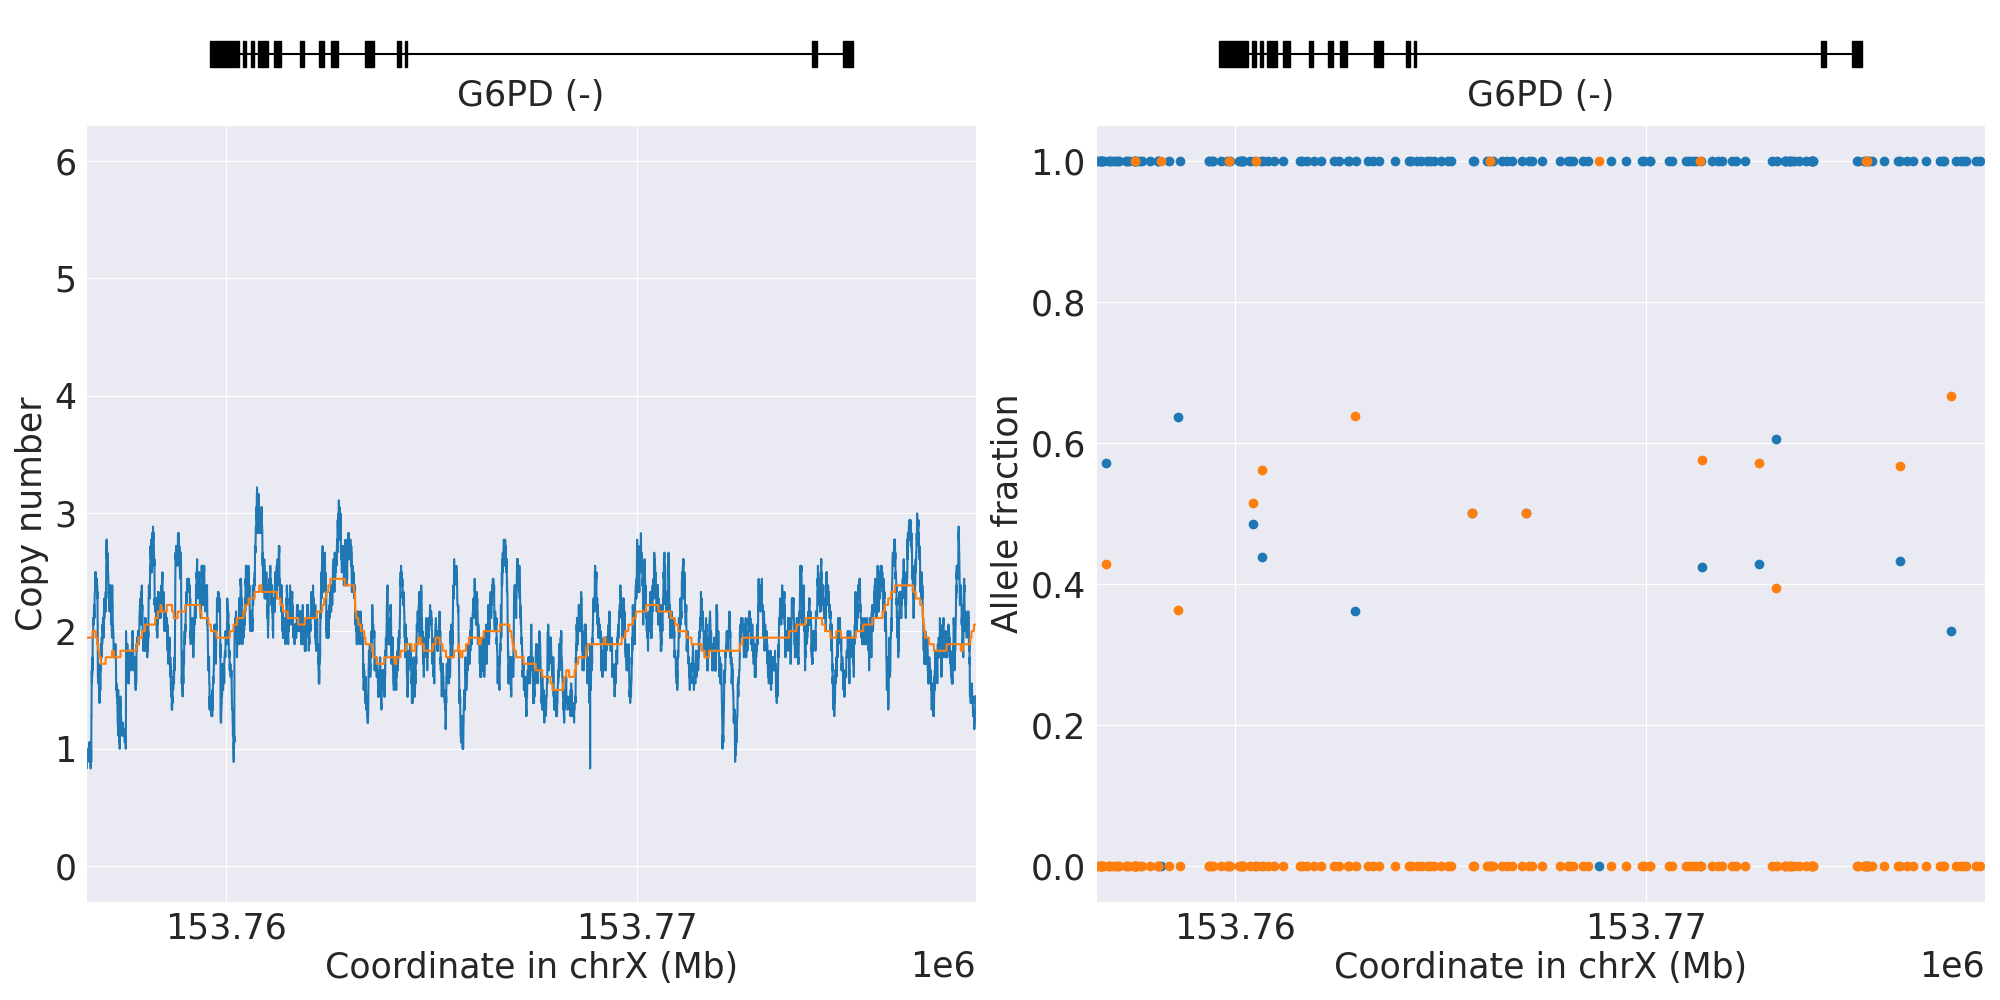 G6PD (-)
G6PD (-)
Copy number
6
5
4
3
2
1
0
153.76
153.77
Coordinate in chrX (Mb)
1e6
Allele fraction
1.0
0.8
0.6
0.4
0.2
0.0
153.76
153.77
Coordinate in chrX (Mb)
1e6